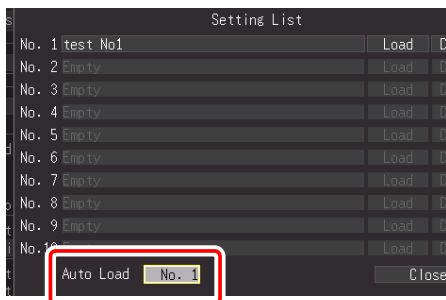 Setting List
No. 1 test No1 Load D
No. 2 Empty Load D
No. 3 Empty Load D
No. 4 Empty Load D
No. 5 Empty Load D
No. 6 Empty Load D
No. 7 Empty Load D
No. 8 Empty Load D
No. 9 Empty Load D
No.10 Empty Load D
Auto Load No. 1 Close